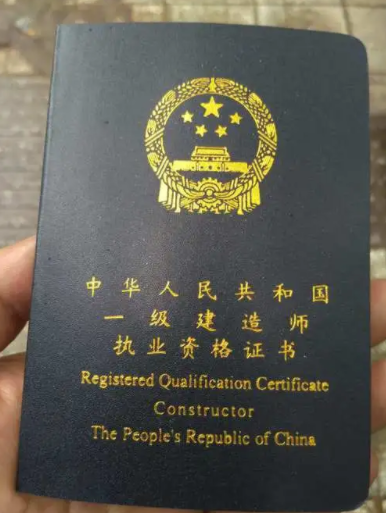 中华人民共和国
一级建造师
执业资格证书
Registered Qualification Certificate
Constructor
The People's Republic of China